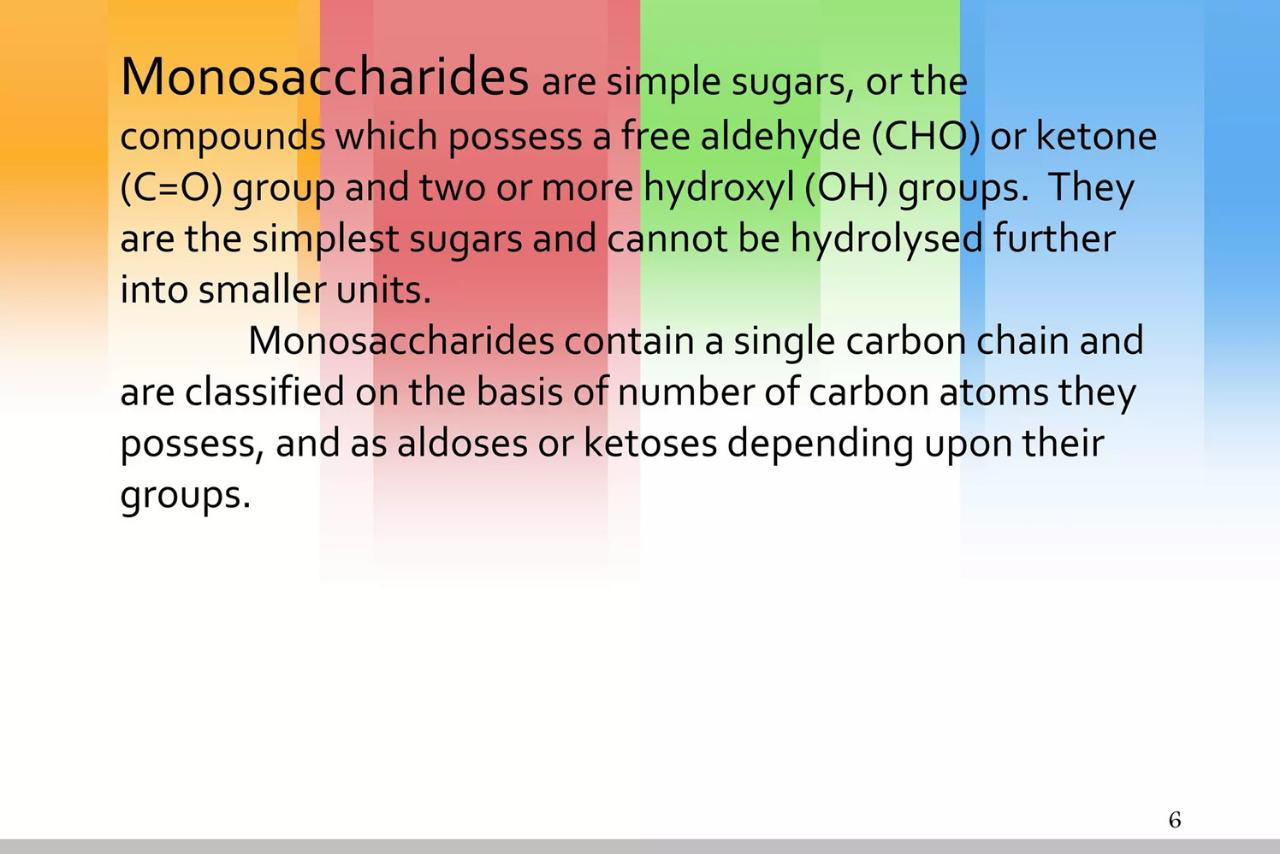 Monosaccharides are simple sugars, or the
compounds which possess a free aldehyde (CHO) or ketone
(C=O) group and two or more hydroxyl (OH) groups.  They
are the simplest sugars and cannot be hydrolysed further
into smaller units.
Monosaccharides contain a single carbon chain and
are classified on the basis of number of carbon atoms they
possess, and as aldoses or ketoses depending upon their
groups.
6